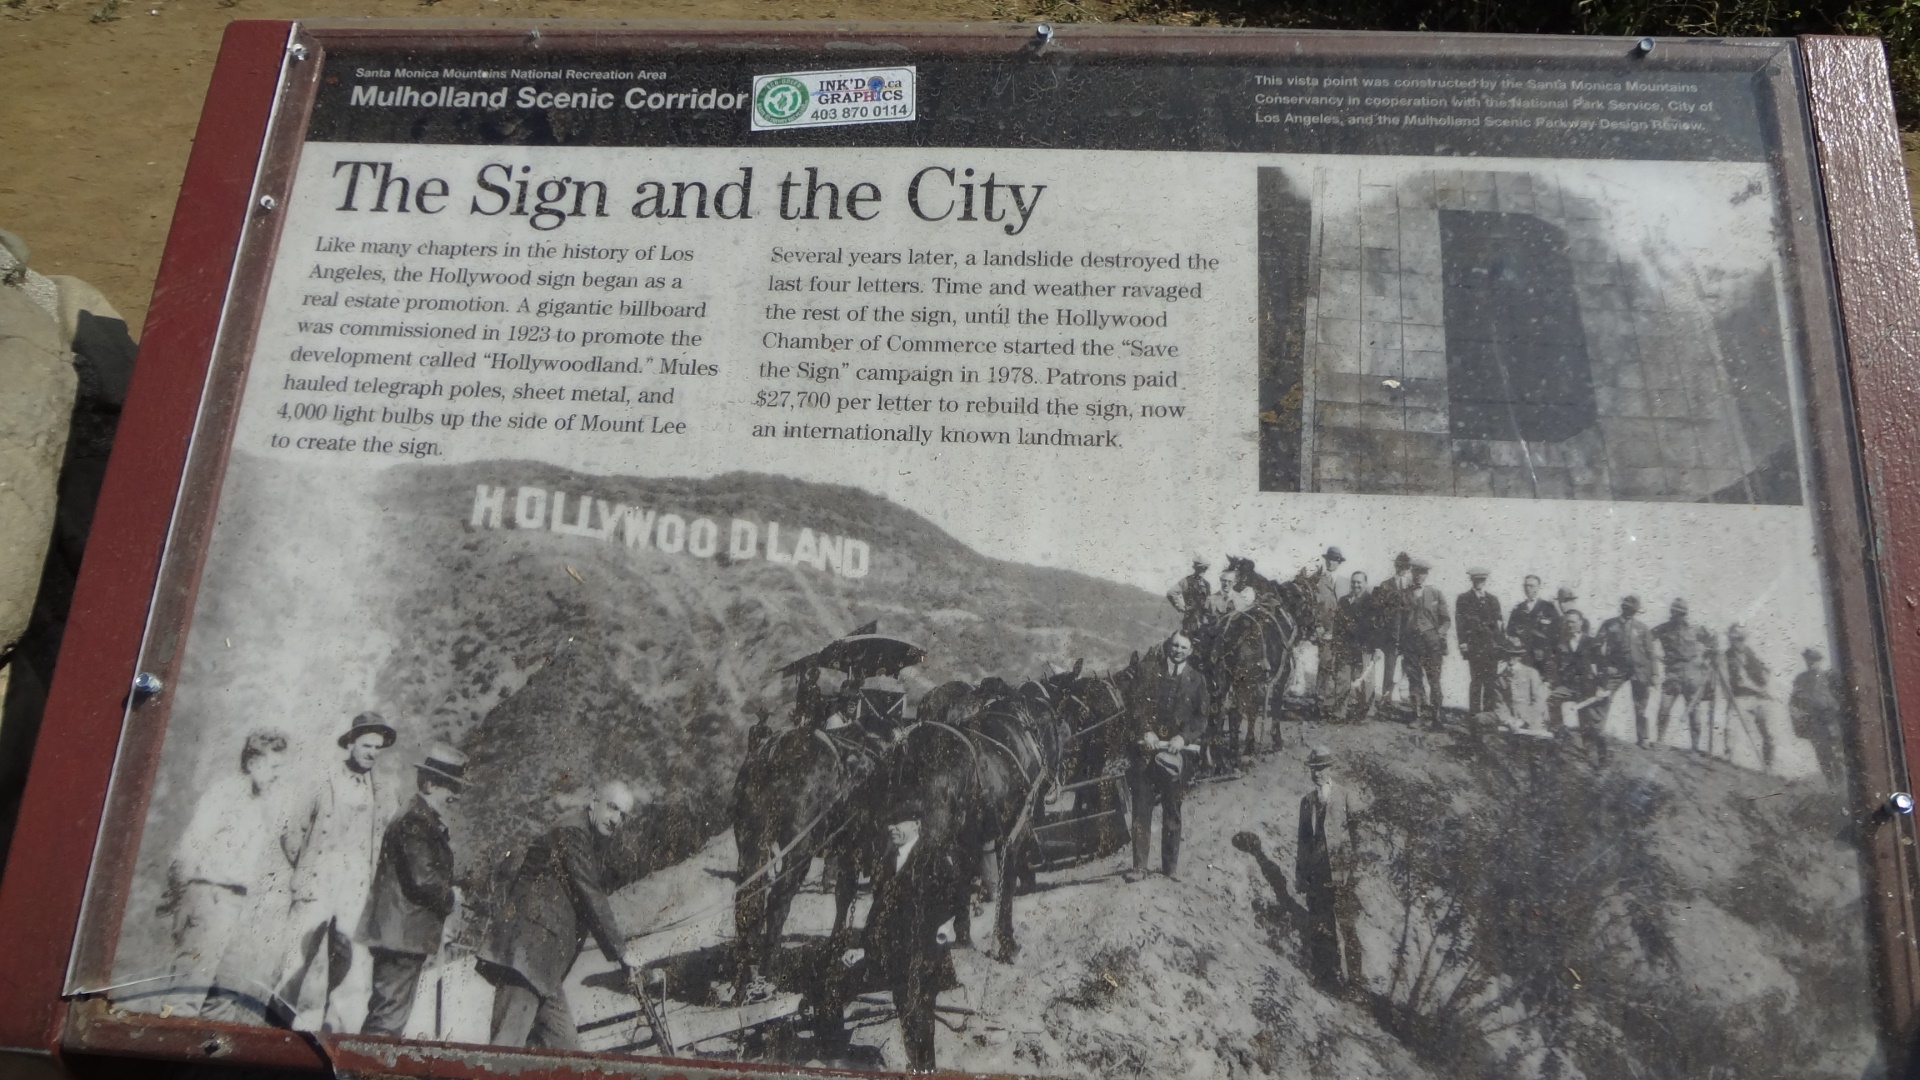 Santa Monica Mountains National Recreation Area
Mulholland Scenic Corridor
INK'D .ca
GRAPHICS
403 870 0114
This vista point was constructed by the Santa Monica Mountains
Conservancy in cooperation with the National Park Service, City of
Los Angeles, and the Mulholland Scenic Parkway Design Review.
The Sign and the City
Like many chapters in the history of Los
Angeles, the Hollywood sign began as a
real estate promotion. A gigantic billboard
was commissioned in 1923 to promote the
development called “Hollywoodland.” Mules
hauled telegraph poles, sheet metal, and
4,000 light bulbs up the side of Mount Lee
to create the sign.
Several years later, a landslide destroyed the
last four letters. Time and weather ravaged
the rest of the sign, until the Hollywood
Chamber of Commerce started the “Save
the Sign” campaign in 1978. Patrons paid
$27,700 per letter to rebuild the sign, now
an internationally known landmark.
HOLLYWOODLAND